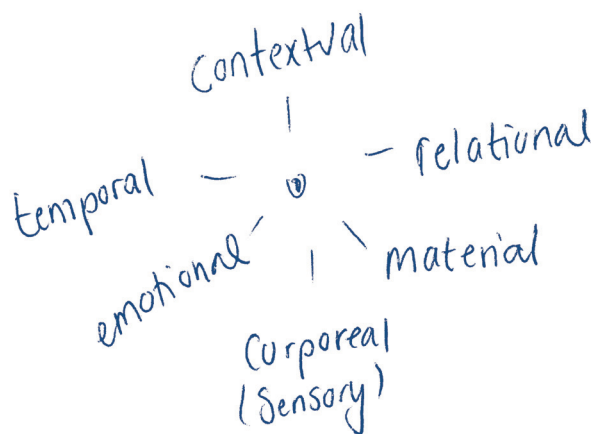 Contextual
relational
temporal
material
emotional
Corporeal
(Sensory)